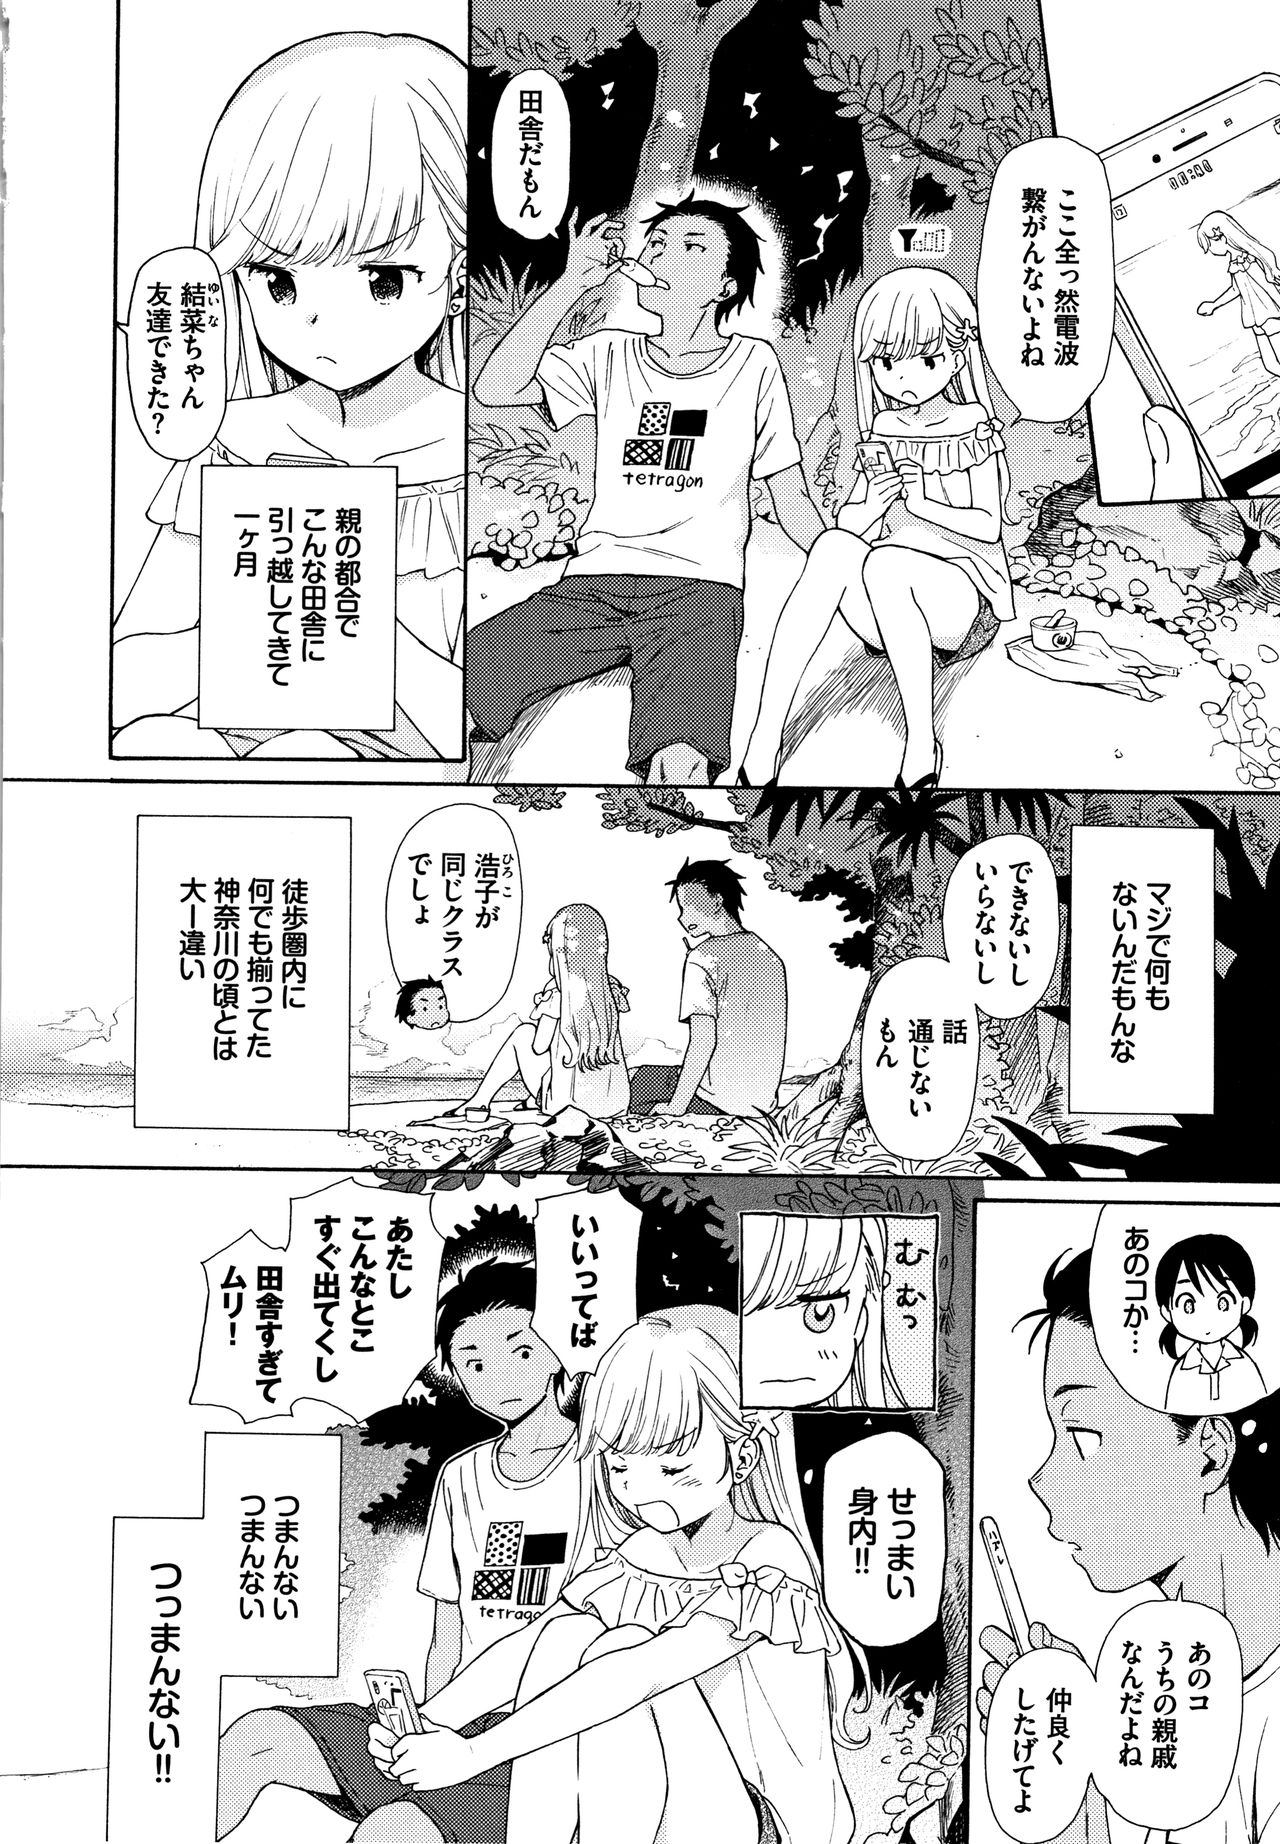 ここ全っ然電波
繋がんないよね
田舎だもん
tetragon
結菜ちゃん
ゆいな
友達できた？
親の都合で
こんな田舎に
引っ越してきて
一ヶ月
マジで何も
ないんだもんな
できないし
いらないし
話
通じない
もん
浩子が
ひろこ
同じクラス
でしょ
徒歩圏内に
何でも揃ってた
神奈川の頃とは
大ー違い
あのコか…
ハズレ
あのコ
うちの親戚
なんだよね
仲良く
したげてよ
むむっ
せっまい
身内!!
いいってば
あたし
こんなとこ
すぐ出てくし
田舎すぎて
ムリ！
tetragon
つまんない
つまんない
つっまんない!!